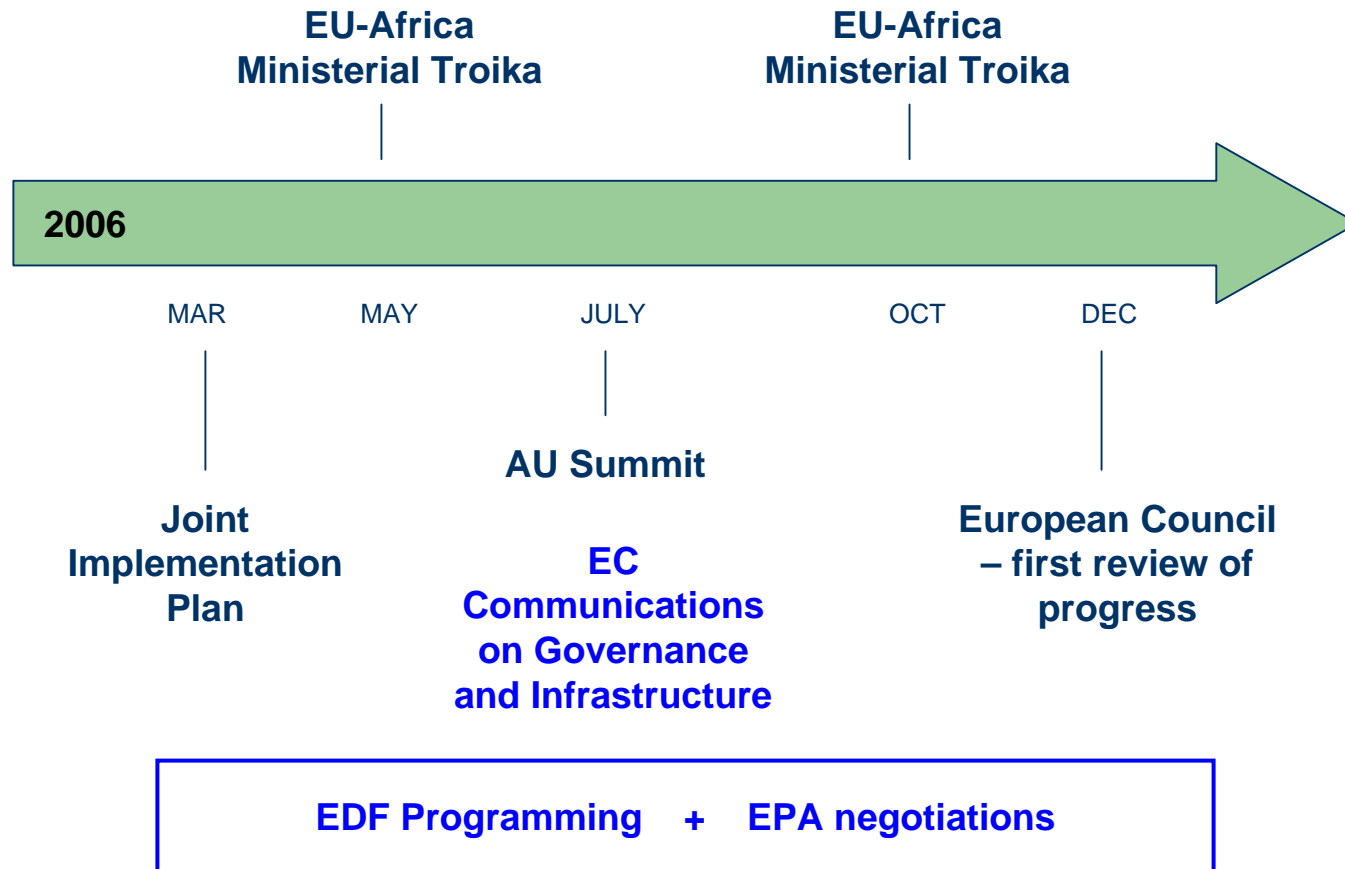 EU-Africa
Ministerial Troika
EU-Africa
Ministerial Troika
2006
MAR
MAY
JULY
OCT
DEC
Joint
Implementation
Plan
AU Summit
EC
Communications
on Governance
and Infrastructure
European Council
– first review of
progress
EDF Programming + EPA negotiations